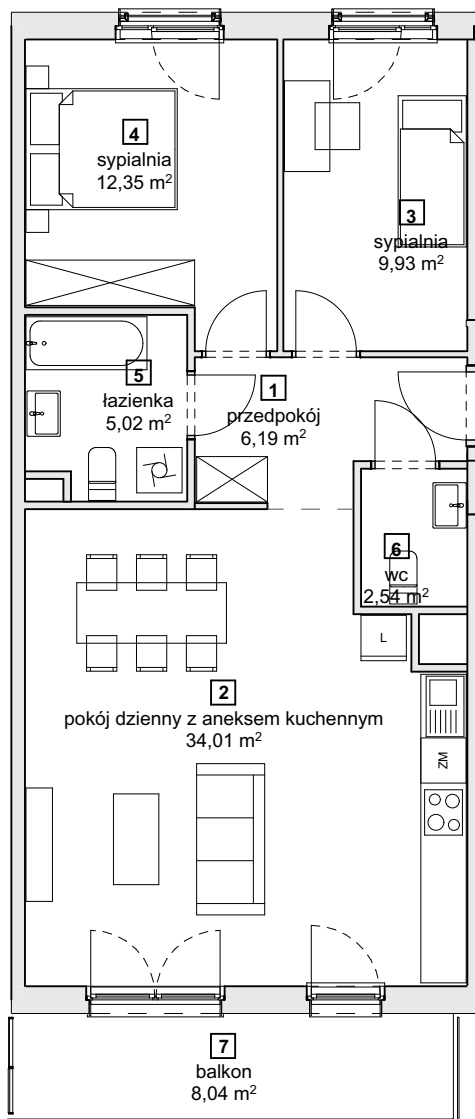 4
sypialnia
12,35 m²
3
sypialnia
9,93 m²
5
łazienka
5,02 m²
1
przedpokój
6,19 m²
6
wc
2,54 m²
L
2
pokój dzienny z aneksem kuchennym
34,01 m²
ZM
7
balkon
8,04 m²